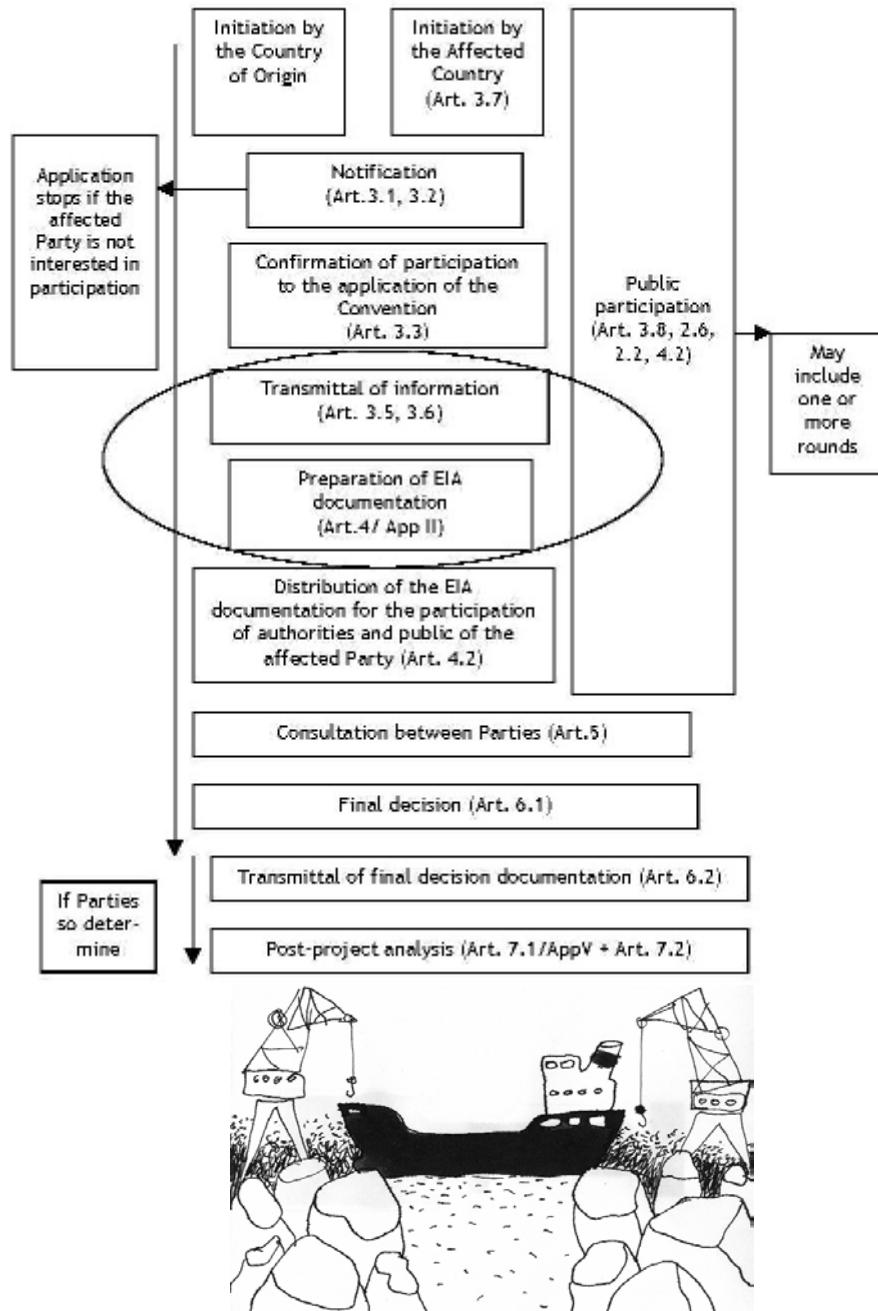 Initiation by
the Country
of Origin
Initiation by
the Affected
Country
(Art. 3.7)
Application
stops if the
affected
Party is not
interested in
participation
Notification
(Art.3.1, 3.2)
Confirmation of participation
to the application of the
Convention
(Art. 3.3)
Public
participation
(Art. 3.8, 2.6,
2.2, 4.2)
May
include
one or
more
rounds
Transmittal of information
(Art. 3.5, 3.6)
Preparation of EIA
documentation
(Art.4/ App II)
Distribution of the EIA
documentation for the participation
of authorities and public of the
affected Party (Art. 4.2)
Consultation between Parties (Art.5)
Final decision (Art. 6.1)
Transmittal of final decision documentation (Art. 6.2)
If Parties
so deter-
mine
Post-project analysis (Art. 7.1/AppV + Art. 7.2)